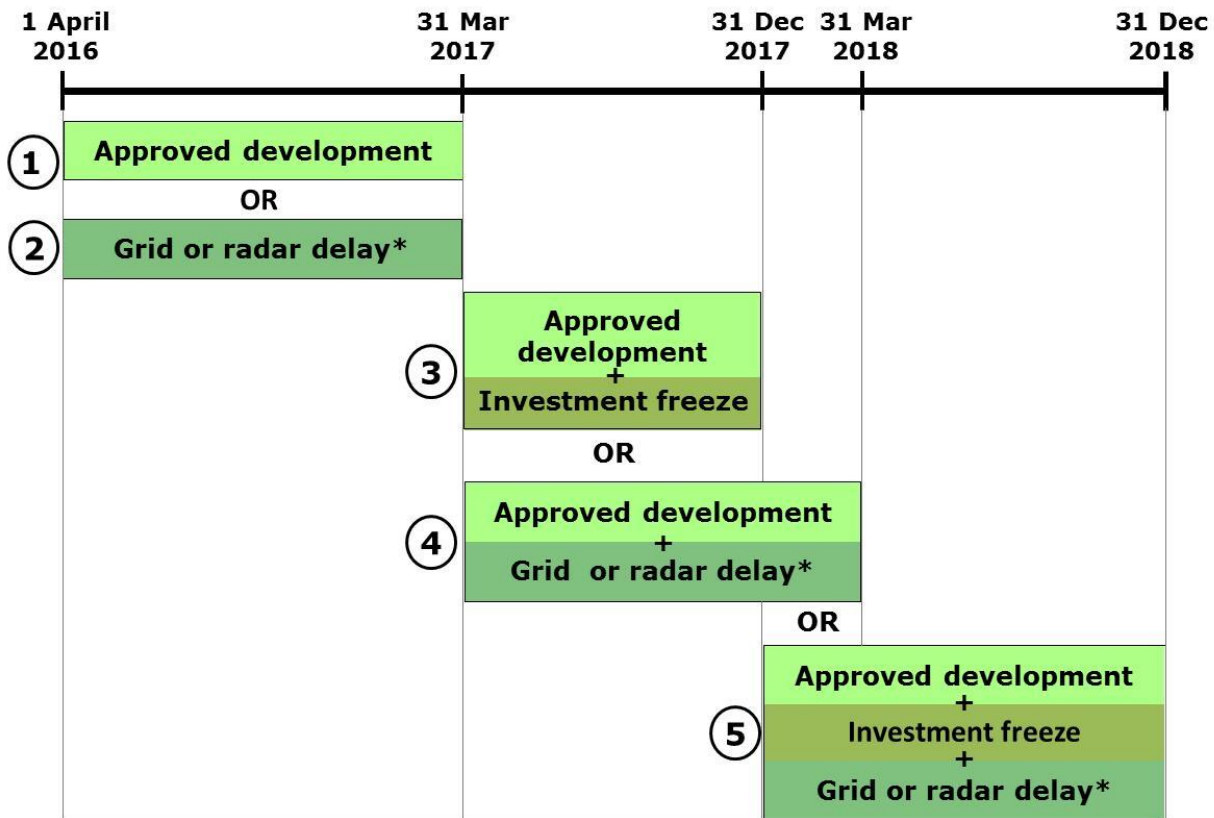 1 April
2016
31 Mar
2017
31 Dec
2017
31 Mar
2018
31 Dec
2018
1
Approved development
OR
2
Grid or radar delay*
3
Approved
development
+
Investment freeze
OR
4
Approved development
+
Grid or radar delay*
OR
5
Approved development
+
Investment freeze
+
Grid or radar delay*